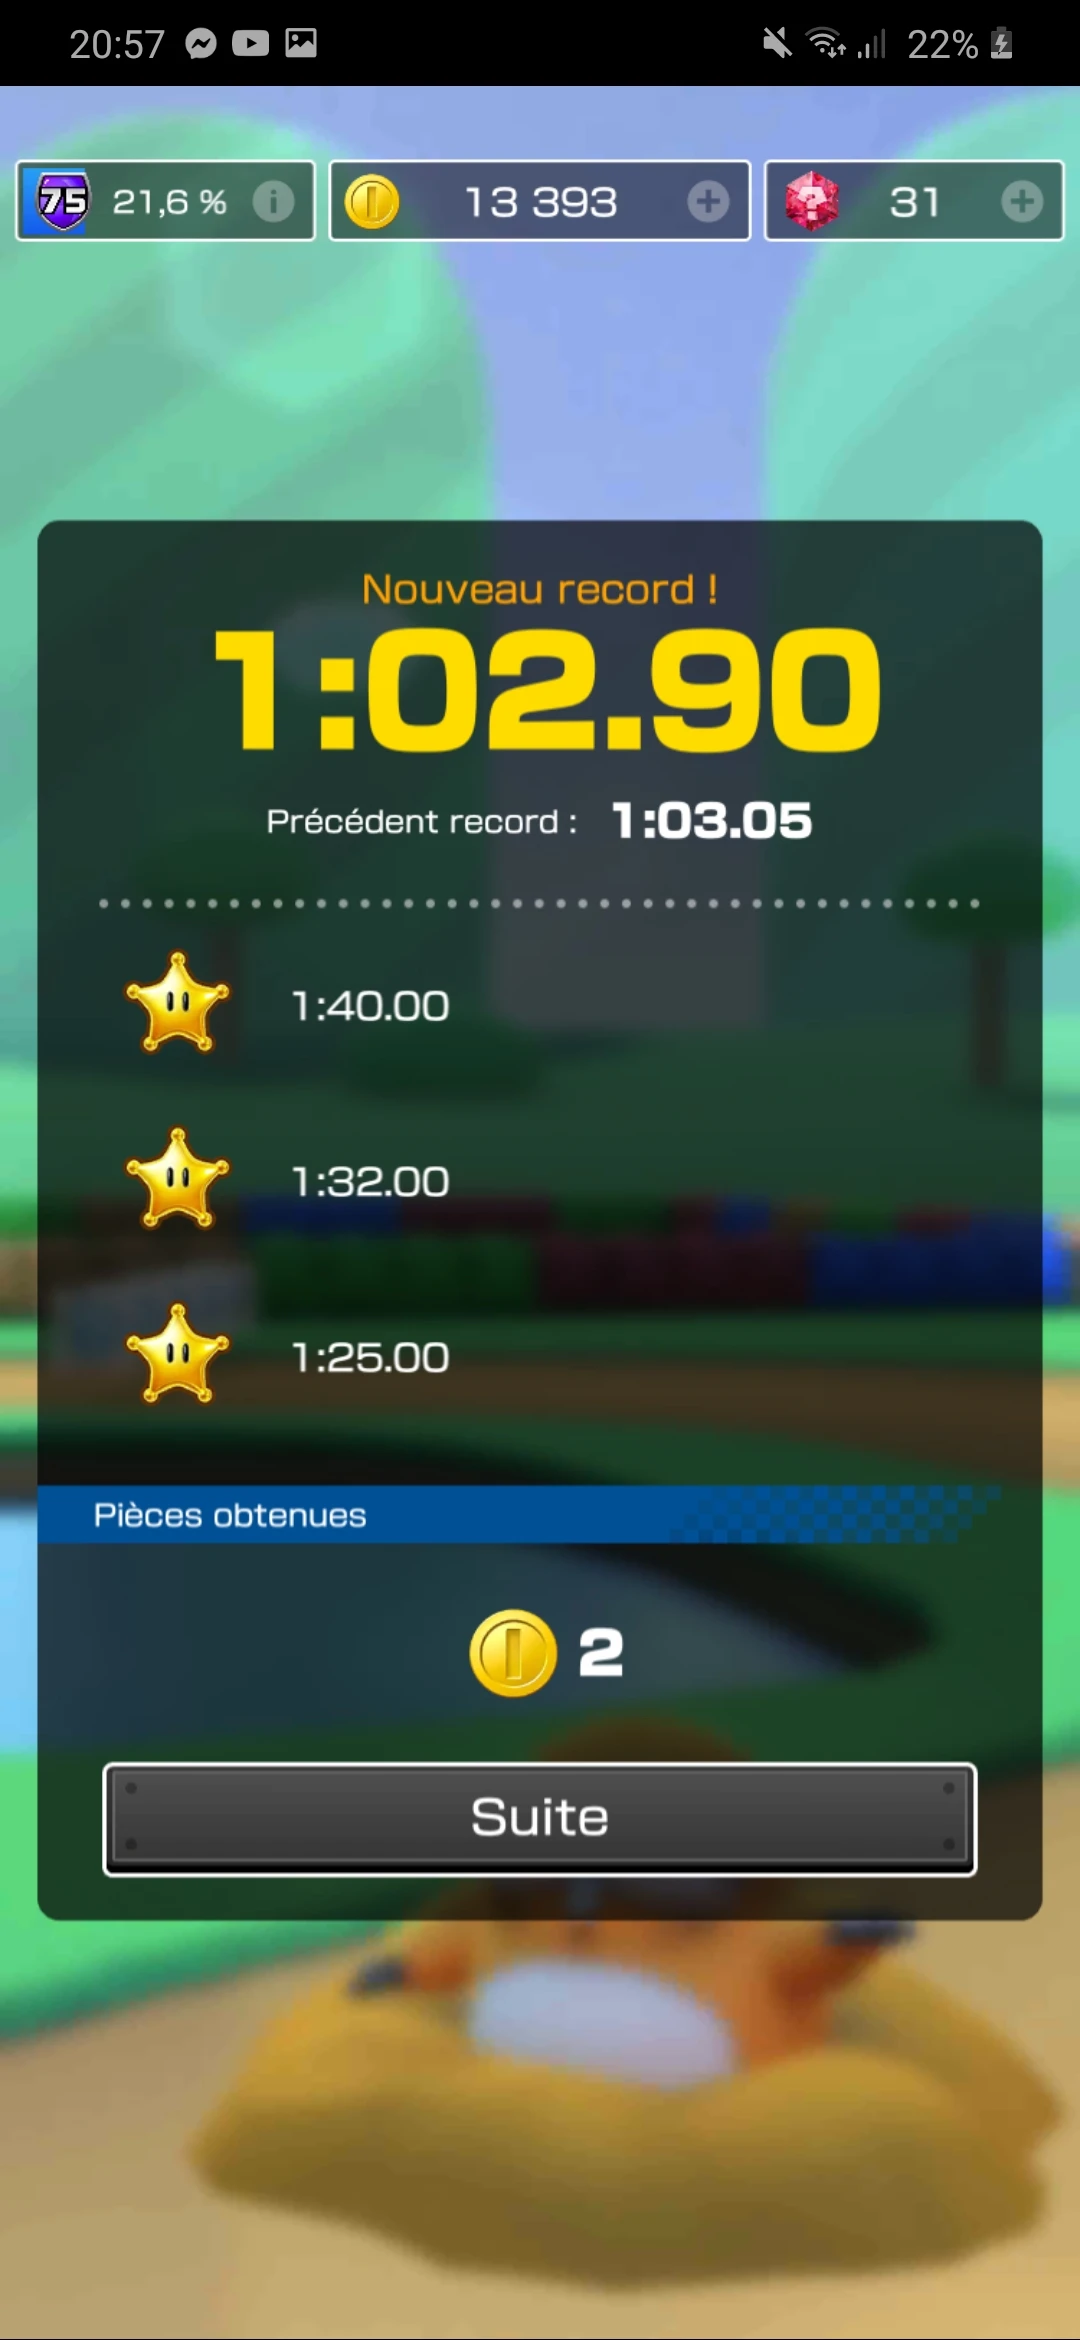 20:57 22%
75 21,6 % i 13 393 + ? 31 +
Nouveau record !
1:02.90
Précédent record : 1:03.05
1:40.00
1:32.00
1:25.00
Pièces obtenues
2
Suite